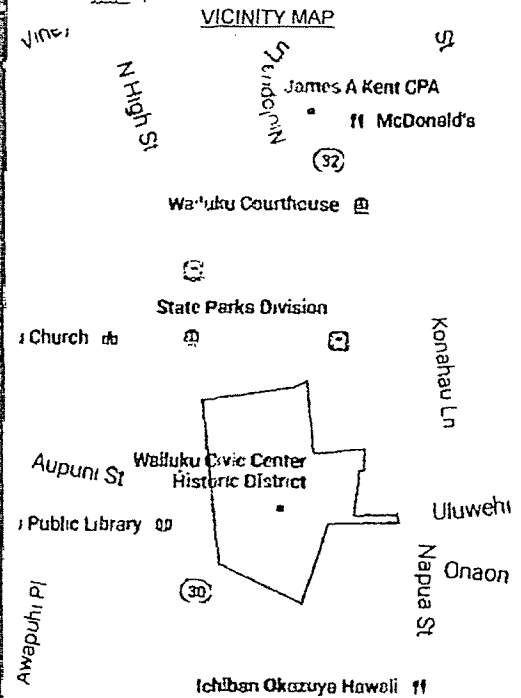 VICINITY MAP
St
N High St
James A Kent CPA
McDonald's
32
Wailuku Courthouse
State Parks Division
Church
Konahau Ln
Wailuku Civic Center
Historic District
Aupuni St
Public Library
Uluwehi
Onaon
Napua St
30
Awapuhi Pl
Ichiban Okazuya Hawaii